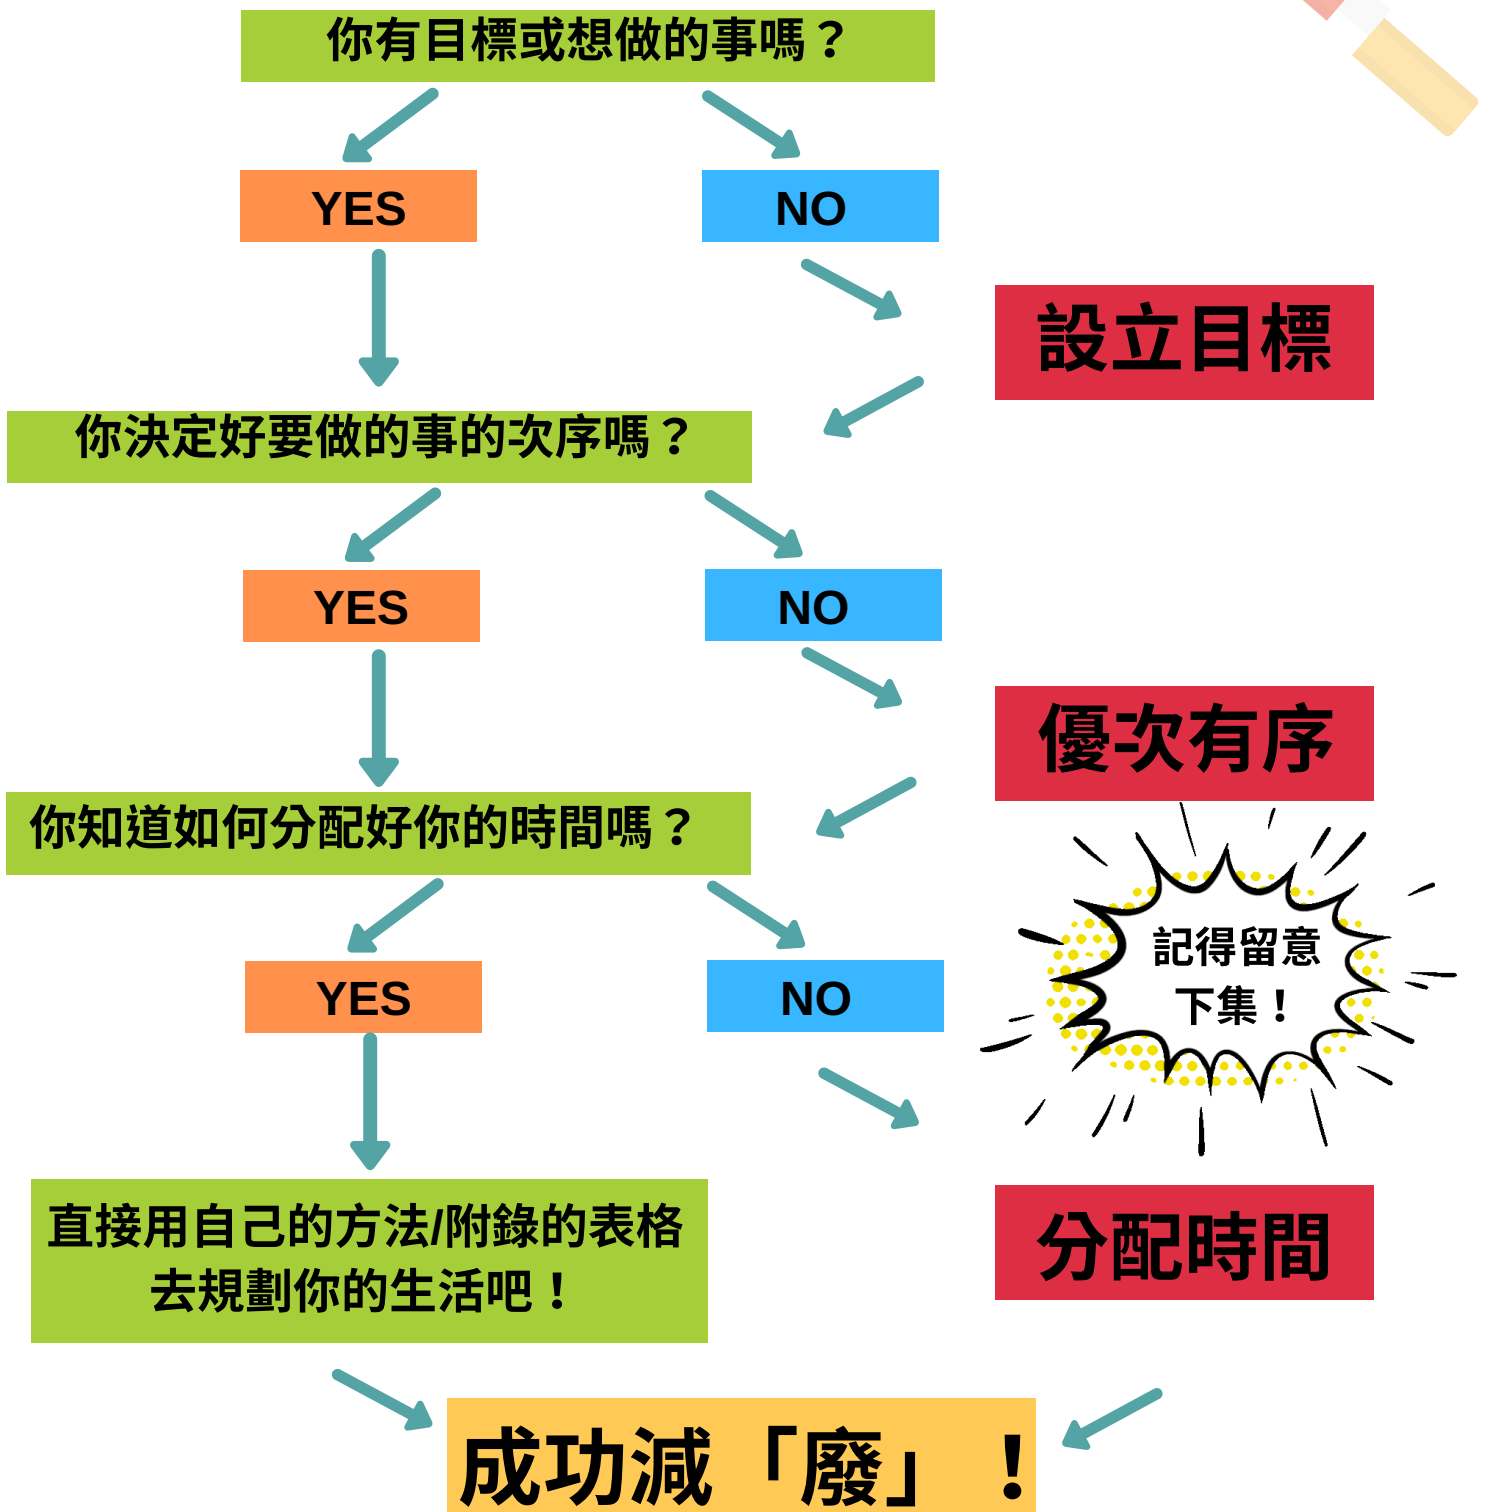 你有目標或想做的事嗎？
YES
NO
設立目標
你決定好要做的事的次序嗎？
YES
NO
優次有序
你知道如何分配好你的時間嗎？
記得留意
下集！
YES
NO
直接用自己的方法/附錄的表格
去規劃你的生活吧！
分配時間
成功減「廢」！